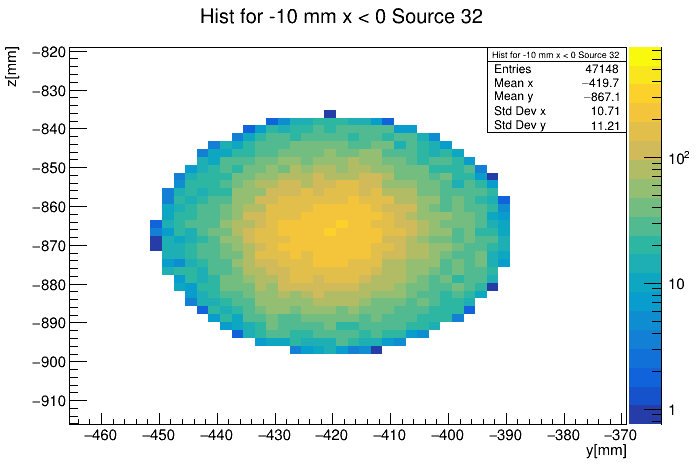 Hist for -10 mm x < 0 Source 32
z[mm]
−820
−830
−840
−850
−860
−870
−880
−890
−900
−910
Hist for -10 mm x < 0 Source 32
Entries 47148
Mean x −419.7
Mean y −867.1
Std Dev x 10.71
Std Dev y 11.21
10²
10
1
−460 −450 −440 −430 −420 −410 −400 −390 −380 −370
y[mm]